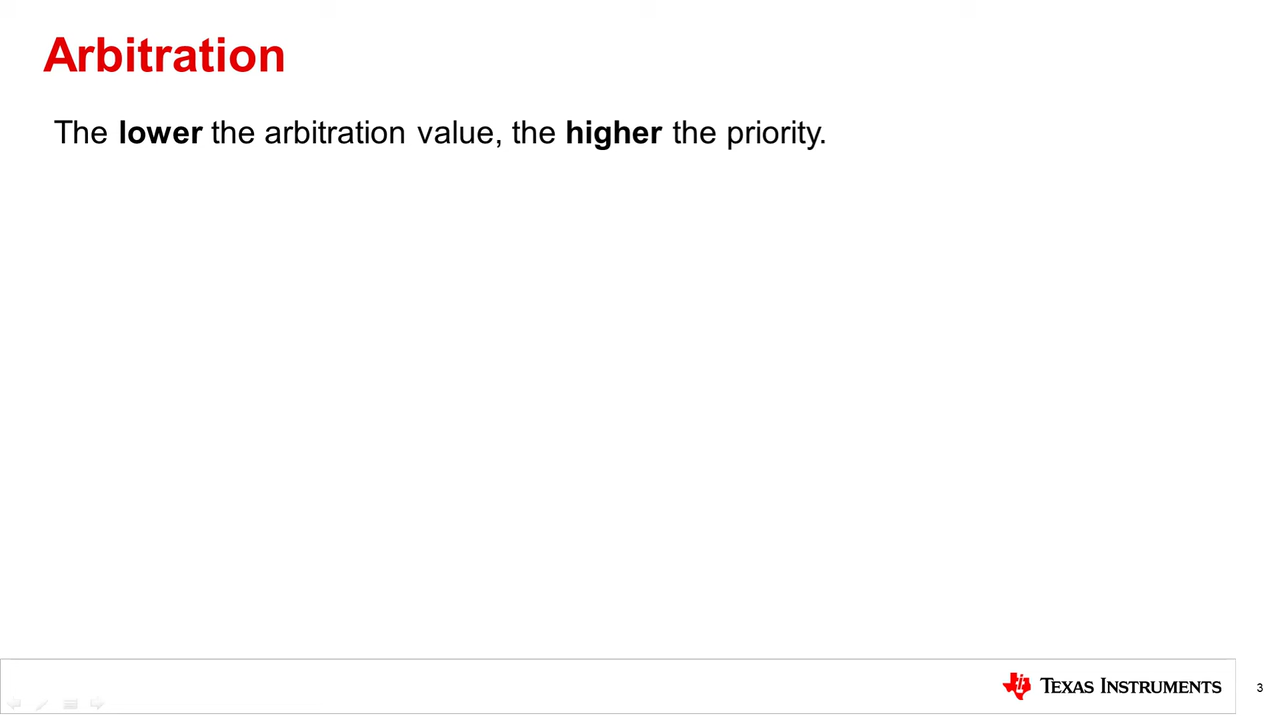 Arbitration
The lower the arbitration value, the higher the priority.
TEXAS INSTRUMENTS
3